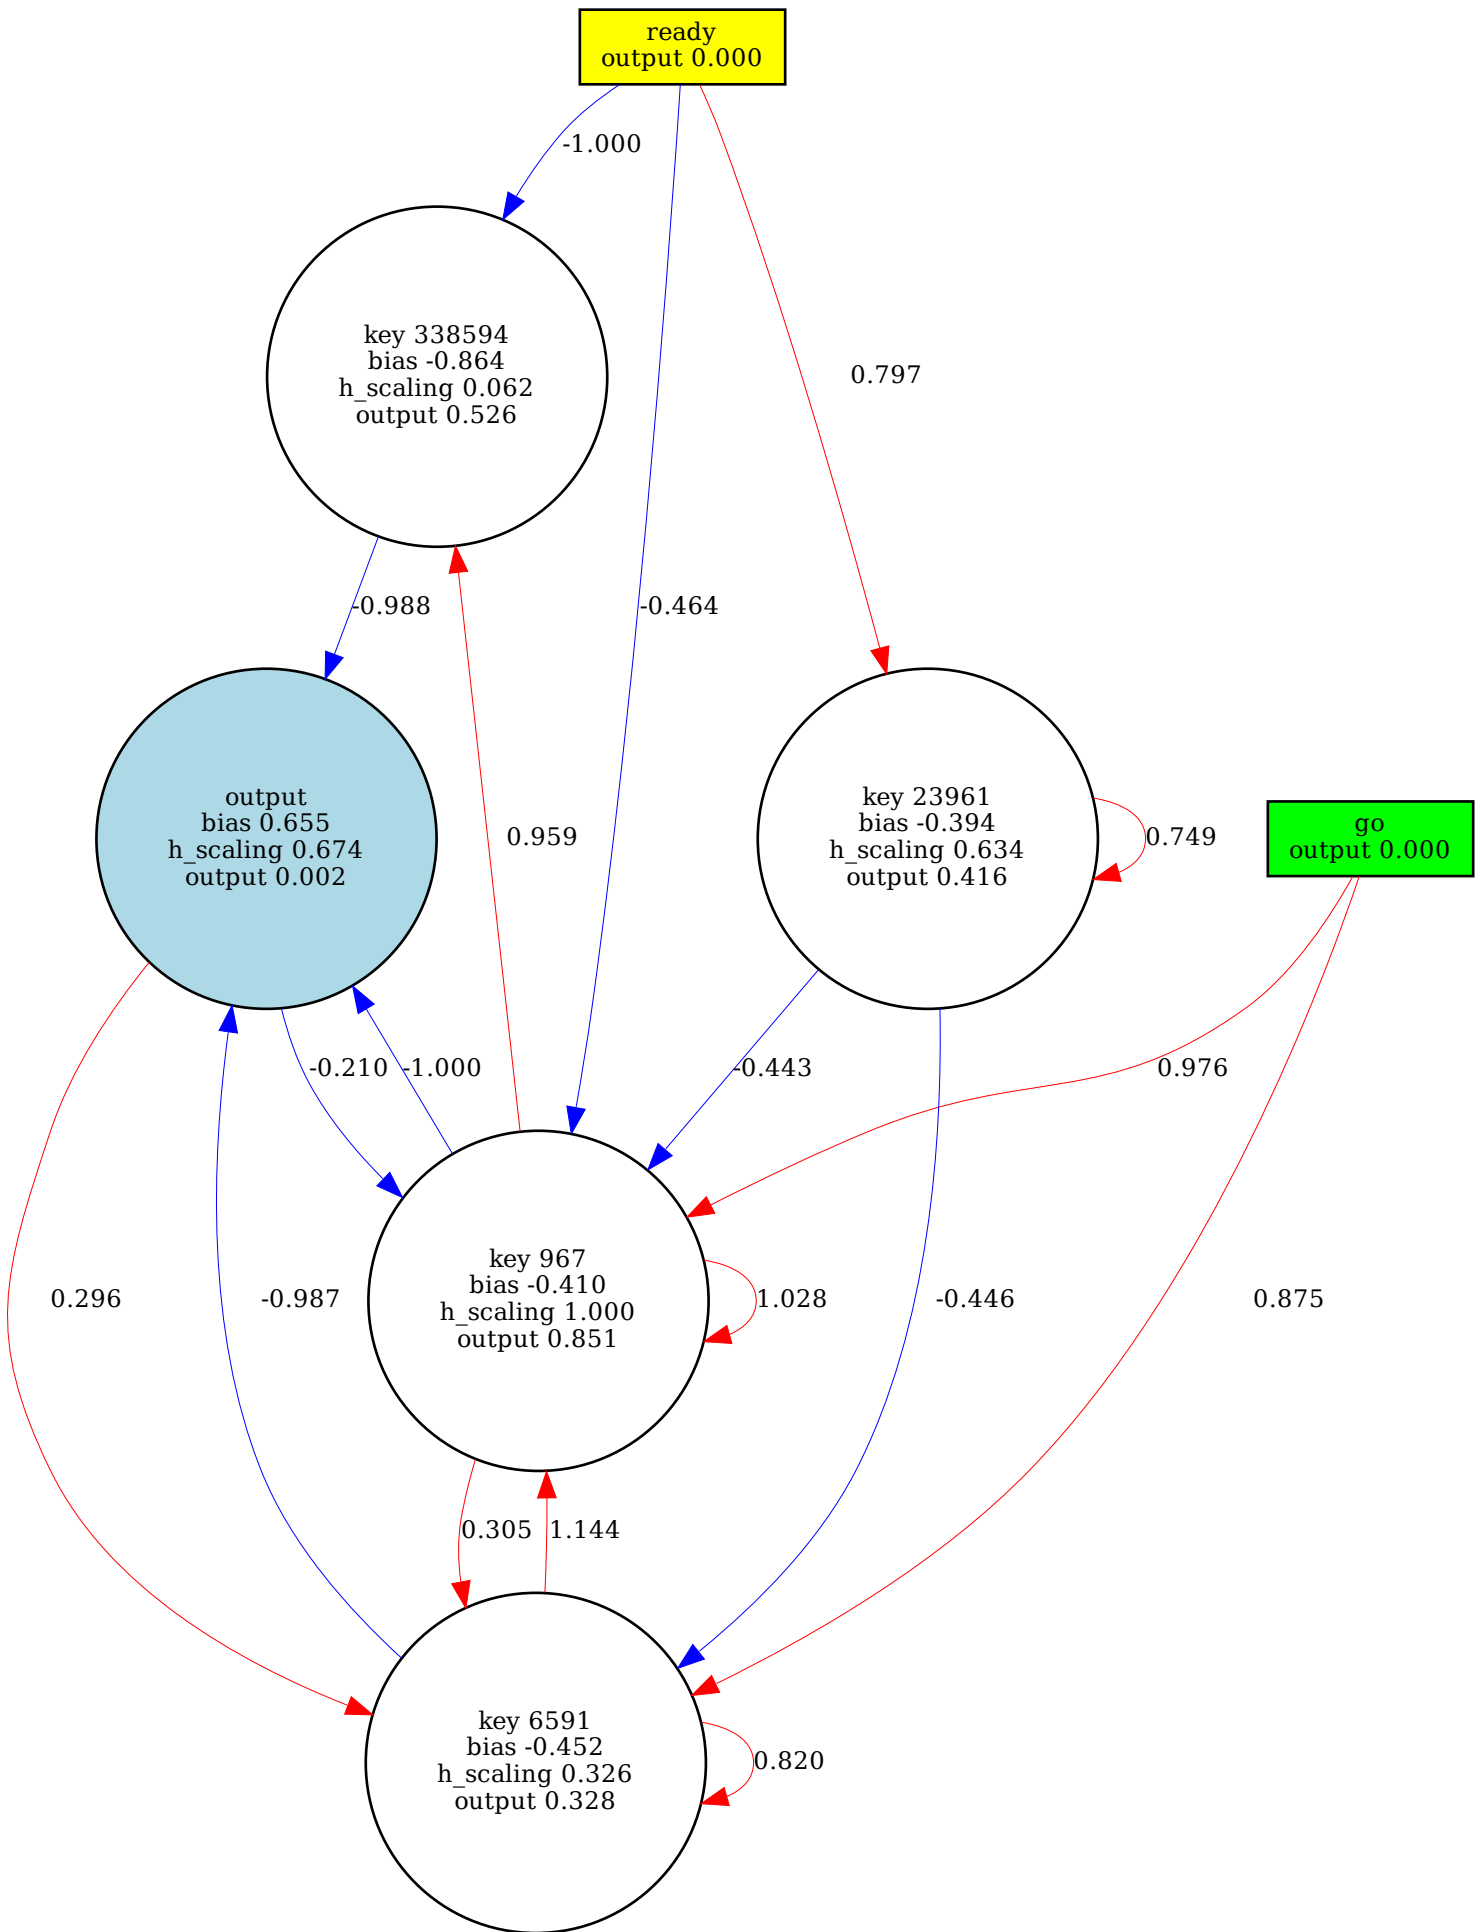 ready
output 0.000
-1.000
key 338594
bias -0.864
h_scaling 0.062
output 0.526
0.797
-0.988
-0.464
output
bias 0.655
h_scaling 0.674
output 0.002
0.959
key 23961
bias -0.394
h_scaling 0.634
output 0.416
0.749
go
output 0.000
-0.210
-1.000
-0.443
0.976
0.296
-0.987
key 967
bias -0.410
h_scaling 1.000
output 0.851
1.028
-0.446
0.875
0.305
1.144
key 6591
bias -0.452
h_scaling 0.326
output 0.328
0.820